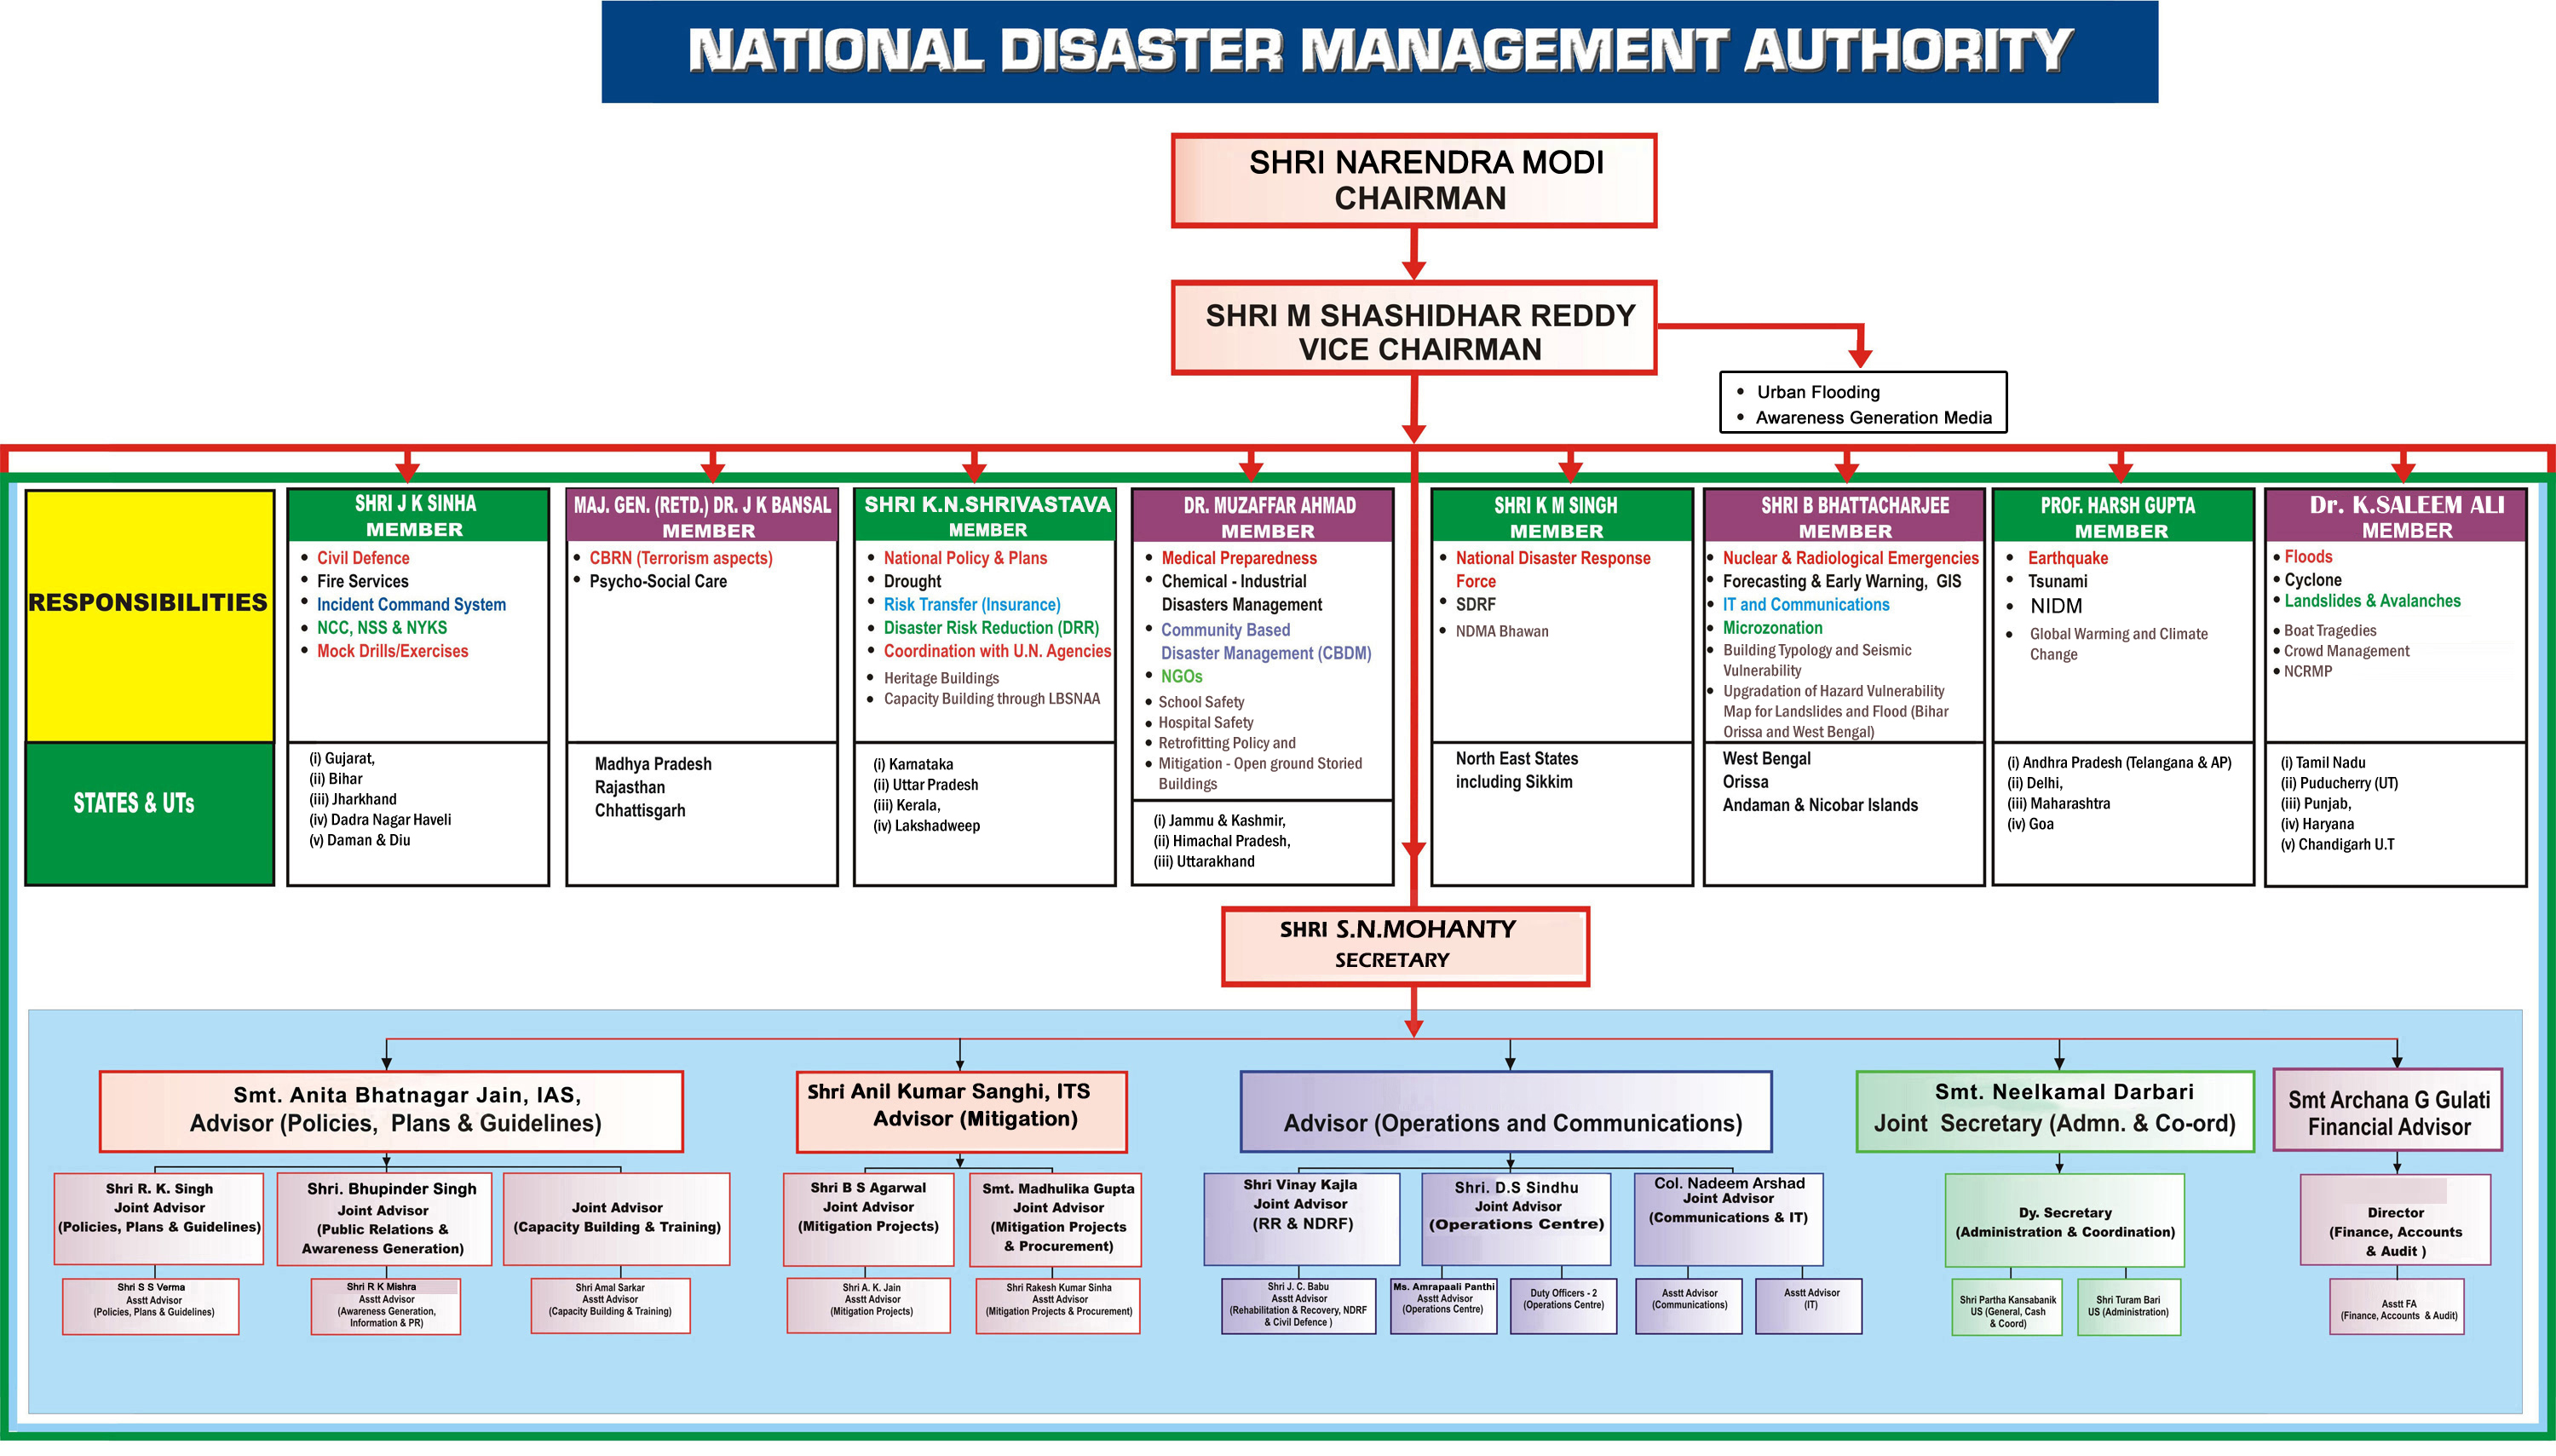 NATIONAL DISASTER MANAGEMENT AUTHORITY
SHRI NARENDRA MODI
CHAIRMAN
SHRI M SHASHIDHAR REDDY
VICE CHAIRMAN
• Urban Flooding
• Awareness Generation Media
RESPONSIBILITIES
STATES & UTs
SHRI J K SINHA
MEMBER
• Civil Defence
• Fire Services
• Incident Command System
• NCC, NSS & NYKS
• Mock Drills/Exercises
(i) Gujarat,
(ii) Bihar
(iii) Jharkhand
(iv) Dadra Nagar Haveli
(v) Daman & Diu
MAJ. GEN. (RETD.) DR. J K BANSAL
MEMBER
• CBRN (Terrorism aspects)
• Psycho-Social Care
Madhya Pradesh
Rajasthan
Chhattisgarh
SHRI K.N.SHRIVASTAVA
MEMBER
• National Policy & Plans
• Drought
• Risk Transfer (Insurance)
• Disaster Risk Reduction (DRR)
• Coordination with U.N. Agencies
• Heritage Buildings
• Capacity Building through LBSNAA
(i) Karnataka
(ii) Uttar Pradesh
(iii) Kerala,
(iv) Lakshadweep
DR. MUZAFFAR AHMAD
MEMBER
• Medical Preparedness
• Chemical - Industrial
Disasters Management
• Community Based
Disaster Management (CBDM)
• NGOs
• School Safety
• Hospital Safety
• Retrofitting Policy and
• Mitigation - Open ground Storied
Buildings
(i) Jammu & Kashmir,
(ii) Himachal Pradesh,
(iii) Uttarakhand
SHRI K M SINGH
MEMBER
• National Disaster Response
Force
• SDRF
• NDMA Bhawan
North East States
including Sikkim
SHRI B BHATTACHARJEE
MEMBER
• Nuclear & Radiological Emergencies
• Forecasting & Early Warning, GIS
• IT and Communications
• Microzonation
• Building Typology and Seismic
Vulnerability
• Upgradation of Hazard Vulnerability
Map for Landslides and Flood (Bihar
Orissa and West Bengal)
West Bengal
Orissa
Andaman & Nicobar Islands
PROF. HARSH GUPTA
MEMBER
• Earthquake
• Tsunami
• NIDM
• Global Warming and Climate
Change
(i) Andhra Pradesh (Telangana & AP)
(ii) Delhi,
(iii) Maharashtra
(iv) Goa
Dr. K.SALEEM ALI
MEMBER
• Floods
• Cyclone
• Landslides & Avalanches
• Boat Tragedies
• Crowd Management
• NCRMP
(i) Tamil Nadu
(ii) Puducherry (UT)
(iii) Punjab,
(iv) Haryana
(v) Chandigarh U.T
SHRI S.N.MOHANTY
SECRETARY
Smt. Anita Bhatnagar Jain, IAS,
Advisor (Policies, Plans & Guidelines)
Shri Anil Kumar Sanghi, ITS
Advisor (Mitigation)
Advisor (Operations and Communications)
Smt. Neelkamal Darbari
Joint Secretary (Admn. & Co-ord)
Smt Archana G Gulati
Financial Advisor
Shri R. K. Singh
Joint Advisor
(Policies, Plans & Guidelines)
Shri. Bhupinder Singh
Joint Advisor
(Public Relations &
Awareness Generation)
Joint Advisor
(Capacity Building & Training)
Shri B S Agarwal
Joint Advisor
(Mitigation Projects)
Smt. Madhulika Gupta
Joint Advisor
(Mitigation Projects
& Procurement)
Shri Vinay Kajla
Joint Advisor
(RR & NDRF)
Shri. D.S Sindhu
Joint Advisor
(Operations Centre)
Col. Nadeem Arshad
Joint Advisor
(Communications & IT)
Dy. Secretary
(Administration & Coordination)
Director
(Finance, Accounts
& Audit )
Shri S S Verma
Asstt Advisor
(Policies, Plans & Guidelines)
Shri R K Mishra
Asstt Advisor
(Awareness Generation,
Information & PR)
Shri Amal Sarkar
Asstt Advisor
(Capacity Building & Training)
Shri A. K. Jain
Asstt Advisor
(Mitigation Projects)
Shri Rakesh Kumar Sinha
Asstt Advisor
(Mitigation Projects & Procurement)
Shri J. C. Babu
Asstt Advisor
(Rehabilitation & Recovery, NDRF
& Civil Defence )
Ms. Amrapaali Panthi
Asstt Advisor
(Operations Centre)
Duty Officers - 2
(Operations Centre)
Asstt Advisor
(Communications)
Asstt Advisor
(IT)
Shri Partha Kansabanik
US (General, Cash
& Coord)
Shri Turam Bari
US (Administration)
Asstt FA
(Finance, Accounts & Audit)